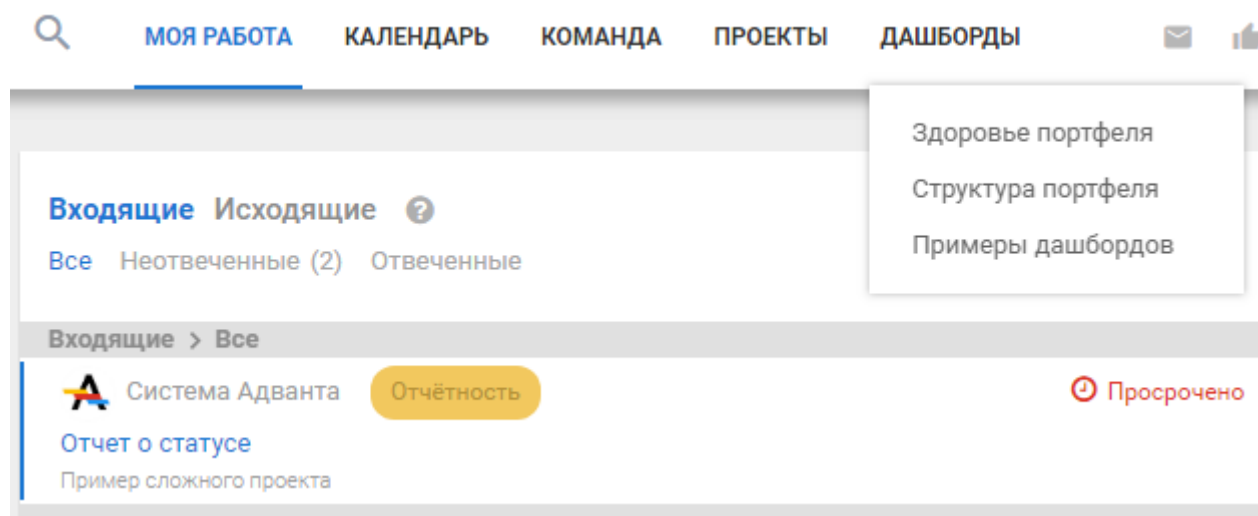 МОЯ РАБОТА КАЛЕНДАРЬ КОМАНДА ПРОЕКТЫ ДАШБОРДЫ
Здоровье портфеля
Структура портфеля
Примеры дашбордов
Входящие Исходящие ?
Все Неотвеченные (2) Отвеченные
Входящие > Все
Система Адванта Отчётность Просрочено
Отчет о статусе
Пример сложного проекта